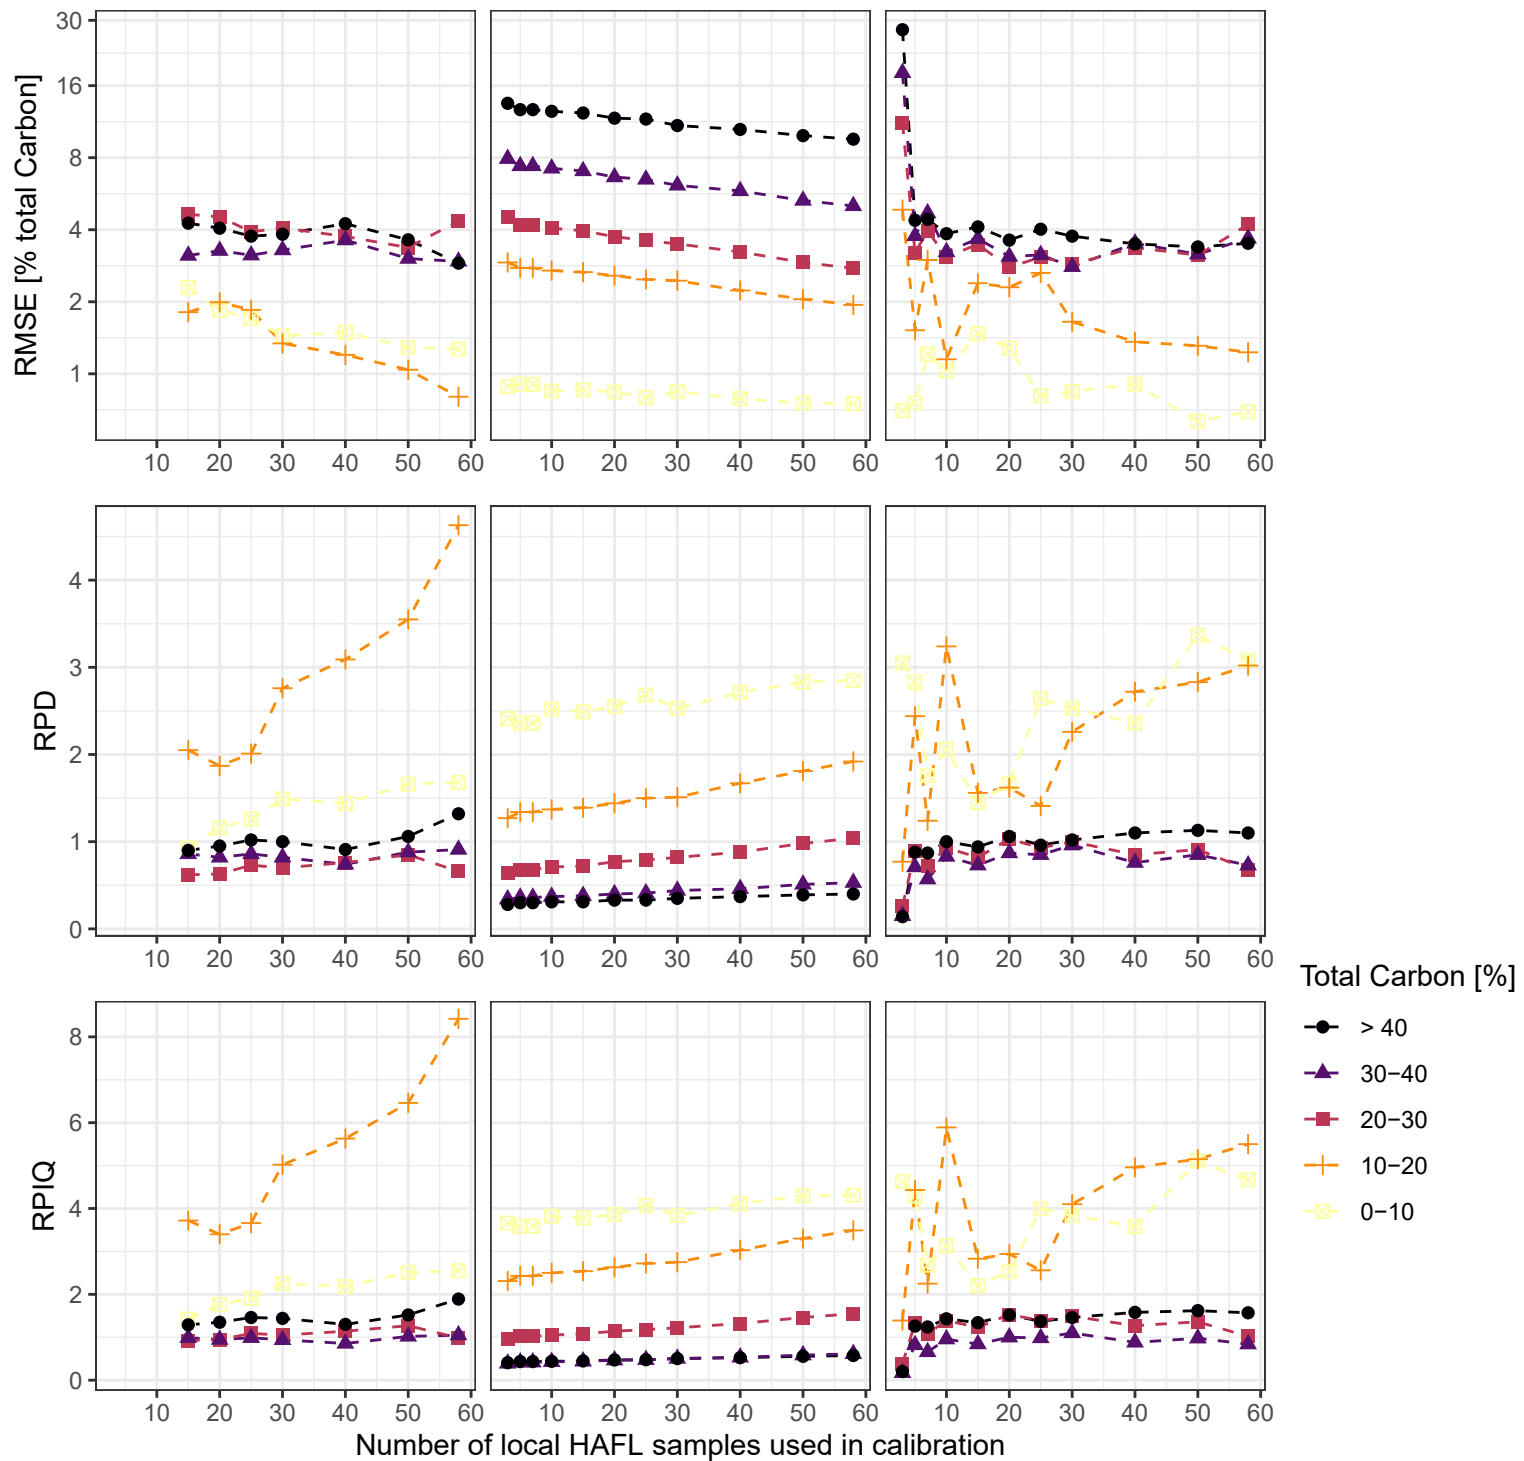 RMSE [% total Carbon]
30
16
8
4
2
1
10 20 30 40 50 60
10 20 30 40 50 60
10 20 30 40 50 60
RPD
4
3
2
1
0
10 20 30 40 50 60
10 20 30 40 50 60
10 20 30 40 50 60
RPIQ
8
6
4
2
0
10 20 30 40 50 60
10 20 30 40 50 60
10 20 30 40 50 60
Number of local HAFL samples used in calibration
Total Carbon [%]
> 40
30−40
20−30
10−20
0−10